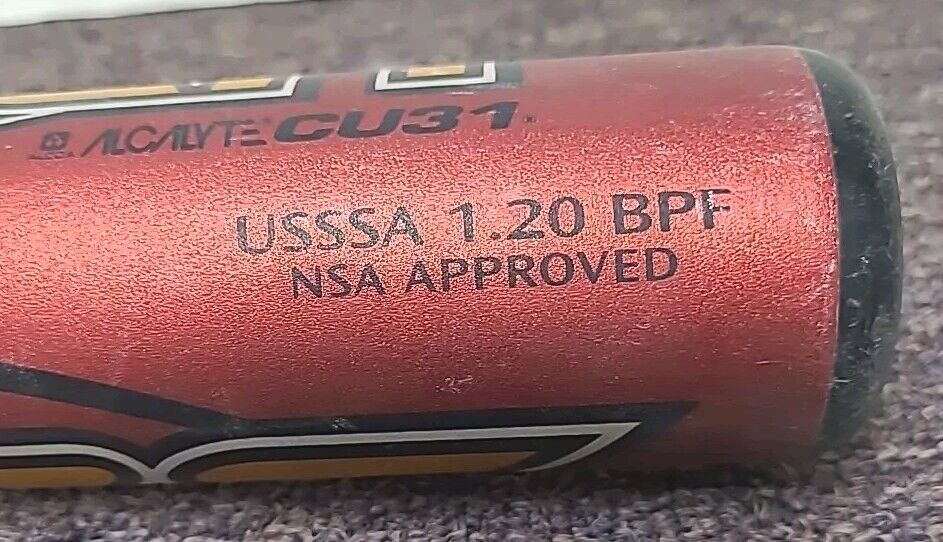 ALCALYTE CU31
USSSA 1.20 BPF
NSA APPROVED